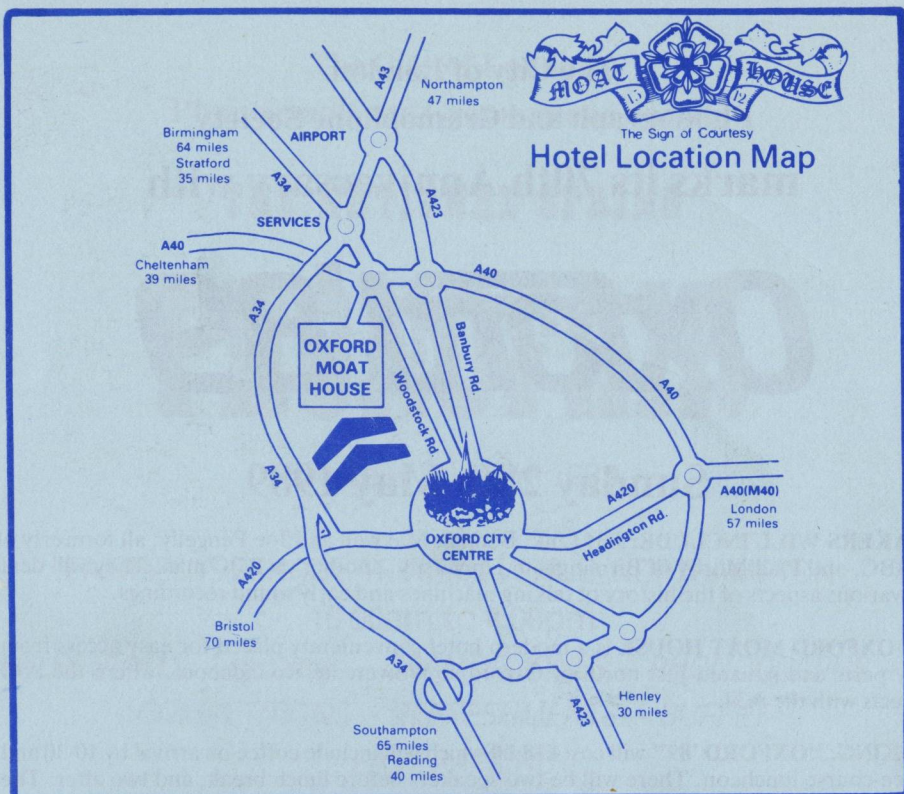 MOAT HOUSE
15 12
The Sign of Courtesy
Hotel Location Map
A43
Northampton
47 miles
AIRPORT
Birmingham
64 miles
Stratford
35 miles
A34
A423
SERVICES
A40
Cheltenham
39 miles
A40
A34
OXFORD
MOAT
HOUSE
Woodstock Rd.
Banbury Rd.
A40
A34
A420
Headington Rd.
A40(M40)
London
57 miles
OXFORD CITY
CENTRE
A420
Bristol
70 miles
A34
Southampton
65 miles
Reading
40 miles
A423
Henley
30 miles